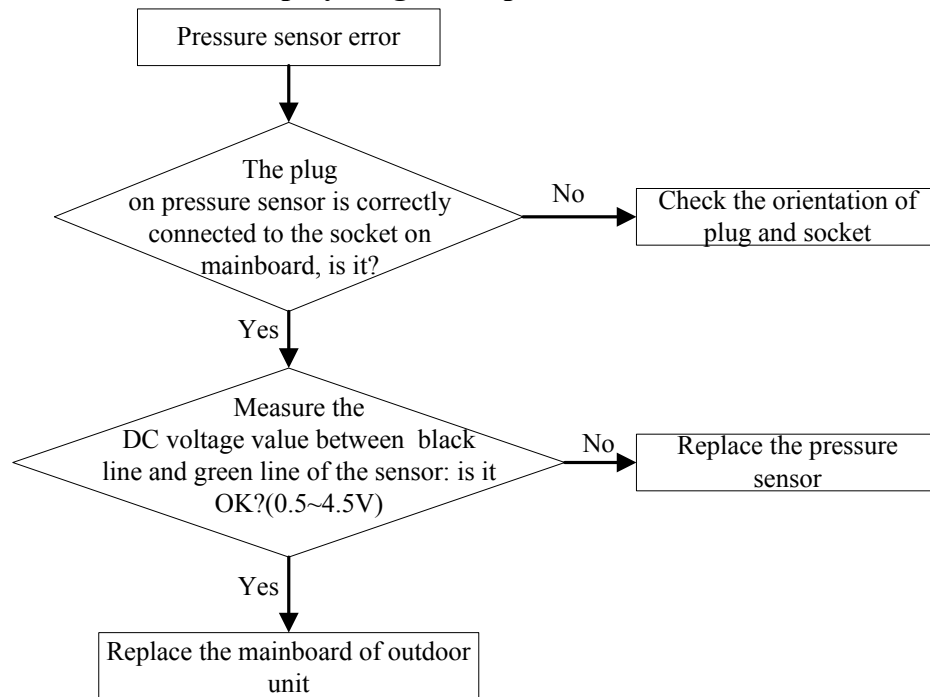 Pressure sensor error
The plug
on pressure sensor is correctly
connected to the socket on
mainboard, is it?
No
Check the orientation of
plug and socket
Yes
Measure the
DC voltage value between black
line and green line of the sensor: is it
OK?(0.5~4.5V)
No
Replace the pressure
sensor
Yes
Replace the mainboard of outdoor
unit